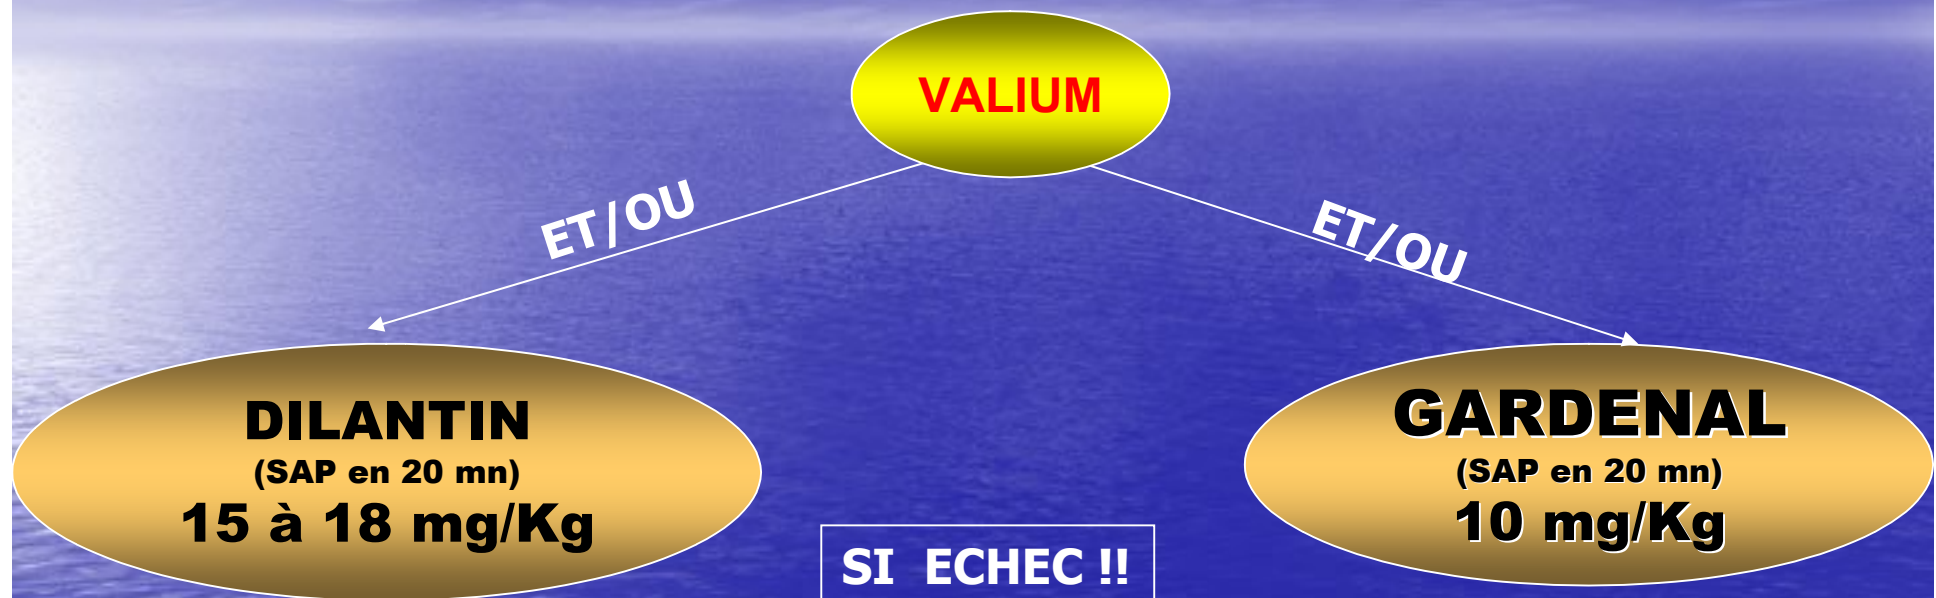 VALIUM
ET/OU
ET/OU
DILANTIN
(SAP en 20 mn)
15 à 18 mg/Kg
GARDENAL
(SAP en 20 mn)
10 mg/Kg
SI ECHEC !!